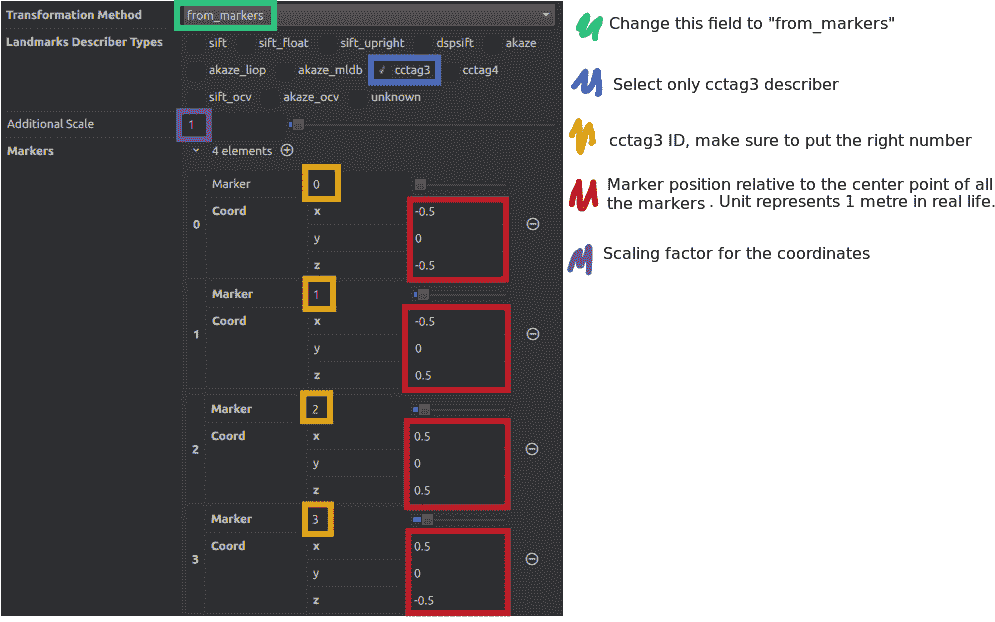 Transformation Method from_markers
Landmarks Describer Types sift sift_float sift_upright dspsift akaze
akaze_liop akaze_mldb ✓ cctag3 cctag4
sift_ocv akaze_ocv unknown
Additional Scale 1
Markers 4 elements
0
Marker 0
Coord x -0.5
y 0
z -0.5
1
Marker 1
Coord x -0.5
y 0
z 0.5
2
Marker 2
Coord x 0.5
y 0
z 0.5
3
Marker 3
Coord x 0.5
y 0
z -0.5
Change this field to "from_markers"
Select only cctag3 describer
cctag3 ID, make sure to put the right number
Marker position relative to the center point of all
the markers . Unit represents 1 metre in real life.
Scaling factor for the coordinates